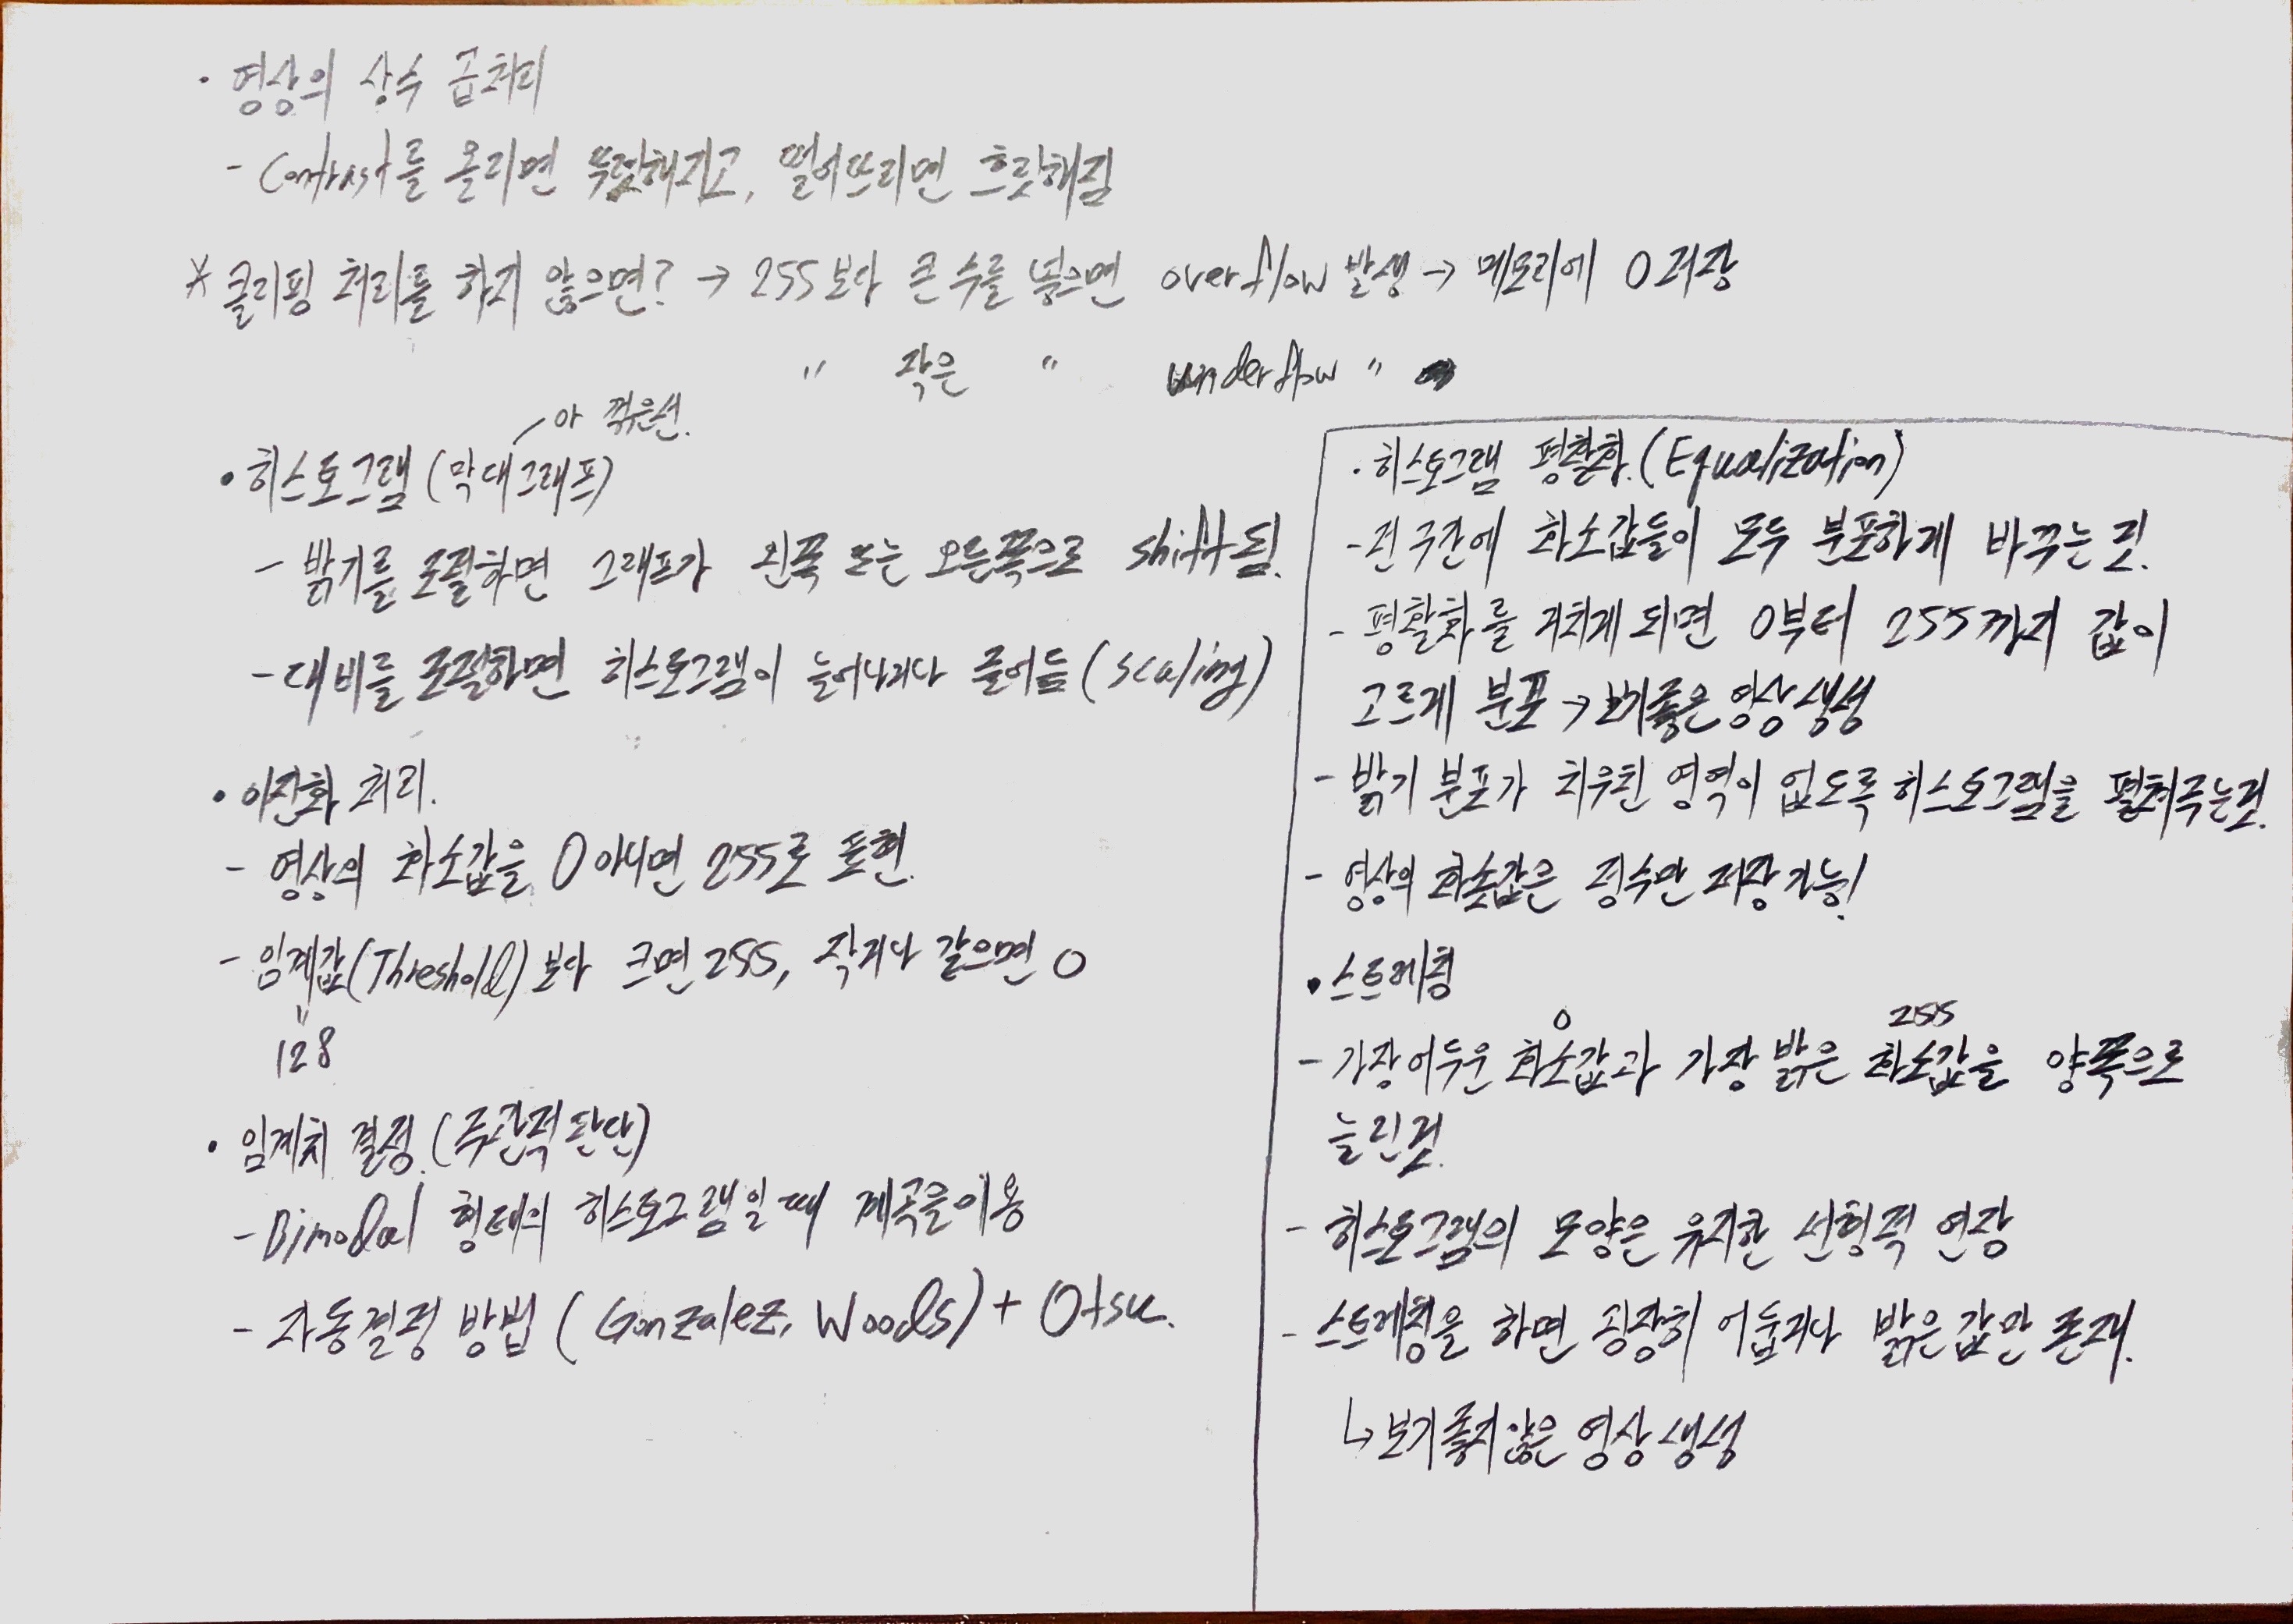 · 영상의 상수 곱처리
- Contrast를 올리면 뚜렷해지고, 떨어뜨리면 흐릿해짐
* 클리핑 처리를 하지 않으면? → 255보다 큰 수를 넣으면 overflow 발생 → 메모리에 0저장
" 작은 " underflow "
아 꺾은선.
• 히스토그램 (막대그래프)
- 밝기를 조절하면 그래프가 왼쪽 또는 오른쪽으로 shift됨.
- 대비를 조절하면 히스토그램이 늘어나거나 줄어듦 (scaling)
• 이진화 처리.
- 영상의 화소값을 0 아니면 255로 표현.
- 임계값(Threshold)보다 크면 255, 작거나 같으면 0
"
128
• 임계치 결정. (주관적 판단)
- Bimodal 형태의 히스토그램일 때 계곡을 이용
- 자동결정 방법 (Gonzalez, Woods) + Otsu.
· 히스토그램 평활화. (Equalization)
- 전 구간에 화소값들이 모두 분포하게 바꾸는 것.
- 평활화를 거치게 되면 0부터 255까지 값이
고르게 분포 → 보기좋은 영상 생성
- 밝기 분포가 치우친 영역이 없도록 히스토그램을 펼쳐주는것.
- 영상의 화소값은 정수만 저장가능!
• 스트레칭
0 255
- 가장 어두운 화소값과 가장 밝은 화소값을 양쪽으로
늘린것.
- 히스토그램의 모양은 유지한 선형적 연장
- 스트레칭을 하면 굉장히 어둡거나 밝은 값만 존재.
↳ 보기 좋지 않은 영상 생성